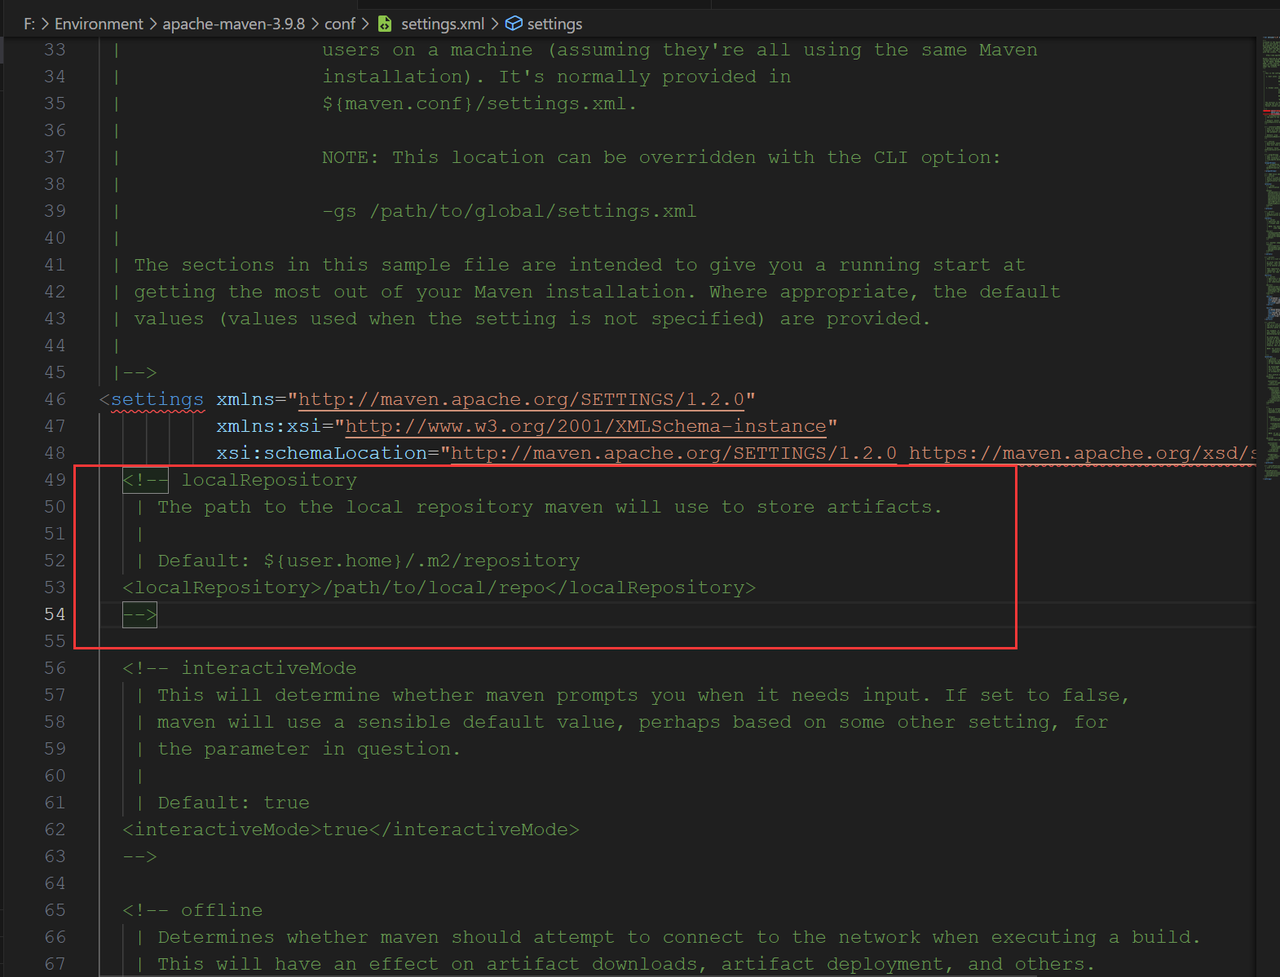 F: > Environment > apache-maven-3.9.8 > conf > settings.xml > settings
33 | users on a machine (assuming they're all using the same Maven
34 | installation). It's normally provided in
35 | ${maven.conf}/settings.xml.
36 |
37 | NOTE: This location can be overridden with the CLI option:
38 |
39 | -gs /path/to/global/settings.xml
40 |
41 | The sections in this sample file are intended to give you a running start at
42 | getting the most out of your Maven installation. Where appropriate, the default
43 | values (values used when the setting is not specified) are provided.
44 |
45 |-->
46 <settings xmlns="http://maven.apache.org/SETTINGS/1.2.0"
47 xmlns:xsi="http://www.w3.org/2001/XMLSchema-instance"
48 xsi:schemaLocation="http://maven.apache.org/SETTINGS/1.2.0 https://maven.apache.org/xsd/s
49 <!-- localRepository
50 | The path to the local repository maven will use to store artifacts.
51 |
52 | Default: ${user.home}/.m2/repository
53 <localRepository>/path/to/local/repo</localRepository>
54 -->
55
56 <!-- interactiveMode
57 | This will determine whether maven prompts you when it needs input. If set to false,
58 | maven will use a sensible default value, perhaps based on some other setting, for
59 | the parameter in question.
60 |
61 | Default: true
62 <interactiveMode>true</interactiveMode>
63 -->
64
65 <!-- offline
66 | Determines whether maven should attempt to connect to the network when executing a build.
67 | This will have an effect on artifact downloads, artifact deployment, and others.